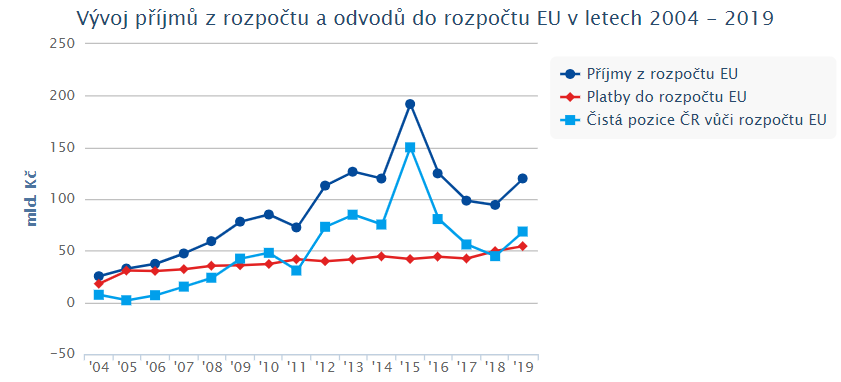 Vývoj příjmů z rozpočtu a odvodů do rozpočtu EU v letech 2004 – 2019
250
200
150
100
50
0
−50
mld. Kč
'04 '05 '06 '07 '08 '09 '10 '11 '12 '13 '14 '15 '16 '17 '18 '19
Příjmy z rozpočtu EU
Platby do rozpočtu EU
Čistá pozice ČR vůči rozpočtu EU